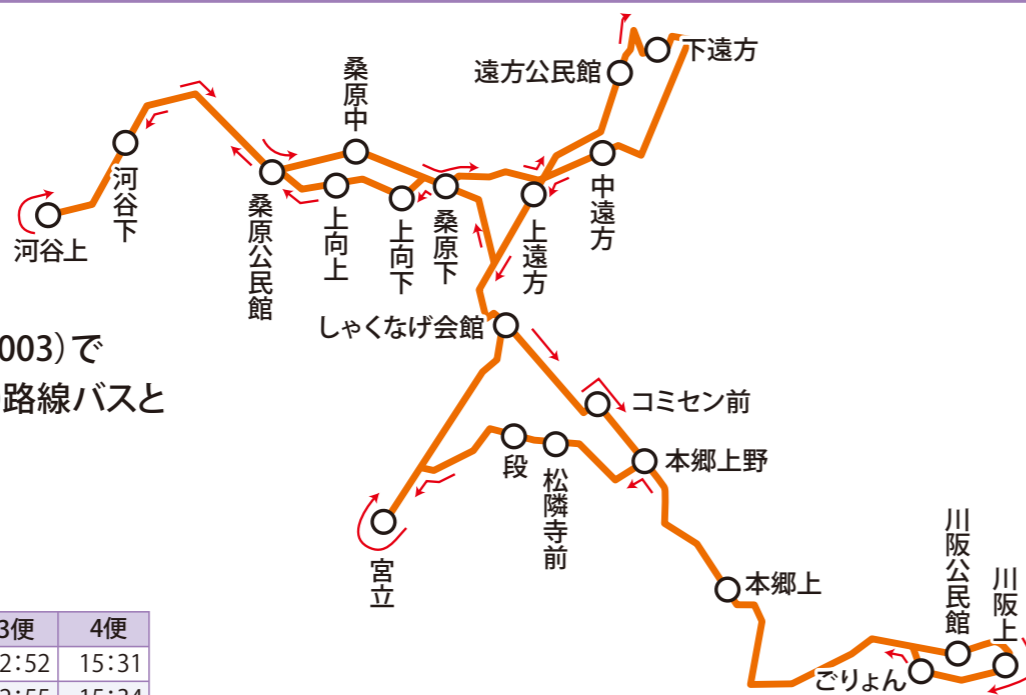 下遠方
遠方公民館
桑原中
中遠方
河谷下
河谷上
桑原公民館
上向上
上向下
桑原下
上遠方
しゃくなげ会館
003）で
路線バスと
コミセン前
本郷上野
段
松隣寺前
宮立
本郷上
川阪公民館
川阪上
ごりょん
3便 4便
2：52 15：31